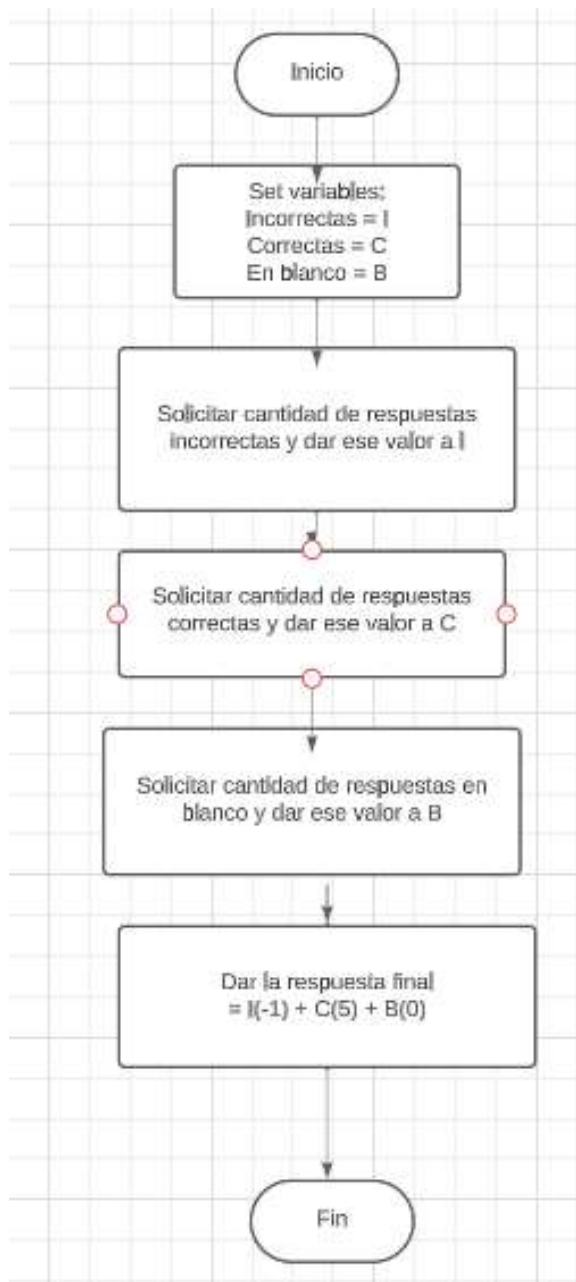 Inicio
Set variables:
Incorrectas = I
Correctas = C
En blanco = B
Solicitar cantidad de respuestas
incorrectas y dar ese valor a I
Solicitar cantidad de respuestas
correctas y dar ese valor a C
Solicitar cantidad de respuestas en
blanco y dar ese valor a B
Dar la respuesta final
= I(-1) + C(5) + B(0)
Fin